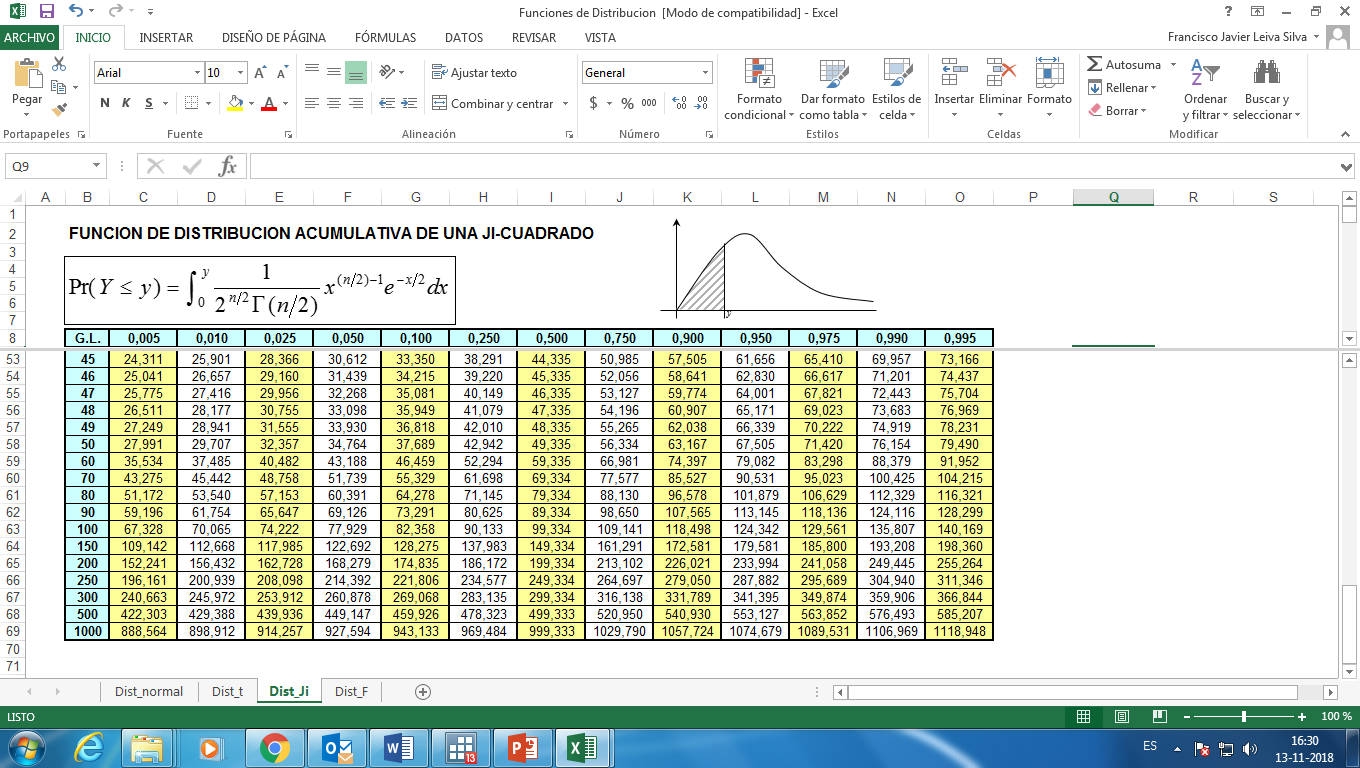 Funciones de Distribucion [Modo de compatibilidad] - Excel
ARCHIVO INICIO INSERTAR DISEÑO DE PÁGINA FÓRMULAS DATOS REVISAR VISTA Francisco Javier Leiva Silva
Arial 10 Ajustar texto General Autosuma
Pegar N K S A Combinar y centrar $ % 000 Formato condicional Dar formato como tabla Estilos de celda Insertar Eliminar Formato Rellenar Borrar Ordenar y filtrar Buscar y seleccionar
Portapapeles Fuente Alineación Número Estilos Celdas Modificar
Q9 fx
A B C D E F G H I J K L M N O P Q R S
1
2 FUNCION DE DISTRIBUCION ACUMULATIVA DE UNA JI-CUADRADO
3
4
5 Pr(Y ≤ y) = ∫₀^y 1 / (2^(n/2) Γ(n/2)) x^((n/2)−1) e^(−x/2) dx
6
7 y
8 G.L. 0,005 0,010 0,025 0,050 0,100 0,250 0,500 0,750 0,900 0,950 0,975 0,990 0,995
53 45 24,311 25,901 28,366 30,612 33,350 38,291 44,335 50,985 57,505 61,656 65,410 69,957 73,166
54 46 25,041 26,657 29,160 31,439 34,215 39,220 45,335 52,056 58,641 62,830 66,617 71,201 74,437
55 47 25,775 27,416 29,956 32,268 35,081 40,149 46,335 53,127 59,774 64,001 67,821 72,443 75,704
56 48 26,511 28,177 30,755 33,098 35,949 41,079 47,335 54,196 60,907 65,171 69,023 73,683 76,969
57 49 27,249 28,941 31,555 33,930 36,818 42,010 48,335 55,265 62,038 66,339 70,222 74,919 78,231
58 50 27,991 29,707 32,357 34,764 37,689 42,942 49,335 56,334 63,167 67,505 71,420 76,154 79,490
59 60 35,534 37,485 40,482 43,188 46,459 52,294 59,335 66,981 74,397 79,082 83,298 88,379 91,952
60 70 43,275 45,442 48,758 51,739 55,329 61,698 69,334 77,577 85,527 90,531 95,023 100,425 104,215
61 80 51,172 53,540 57,153 60,391 64,278 71,145 79,334 88,130 96,578 101,879 106,629 112,329 116,321
62 90 59,196 61,754 65,647 69,126 73,291 80,625 89,334 98,650 107,565 113,145 118,136 124,116 128,299
63 100 67,328 70,065 74,222 77,929 82,358 90,133 99,334 109,141 118,498 124,342 129,561 135,807 140,169
64 150 109,142 112,668 117,985 122,692 128,275 137,983 149,334 161,291 172,581 179,581 185,800 193,208 198,360
65 200 152,241 156,432 162,728 168,279 174,835 186,172 199,334 213,102 226,021 233,994 241,058 249,445 255,264
66 250 196,161 200,939 208,098 214,392 221,806 234,577 249,334 264,697 279,050 287,882 295,689 304,940 311,346
67 300 240,663 245,972 253,912 260,878 269,068 283,135 299,334 316,138 331,789 341,395 349,874 359,906 366,844
68 500 422,303 429,388 439,936 449,147 459,926 478,323 499,333 520,950 540,930 553,127 563,852 576,493 585,207
69 1000 888,564 898,912 914,257 927,594 943,133 969,484 999,333 1029,790 1057,724 1074,679 1089,531 1106,969 1118,948
70
71
Dist_normal Dist_t Dist_Ji Dist_F
LISTO 100 %
13
ES 16:30
13-11-2018